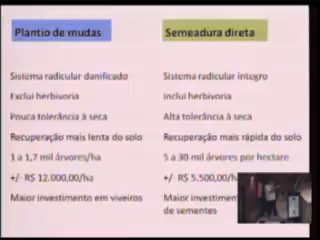 Plantio de mudas
Semeadura direta
Sistema radicular danificado
Exclui herbivoria
Pouca tolerância à seca
Recuperação mais lenta do solo
1 a 1,7 mil árvores/ha
+/- R$ 12.000,00/ha
Maior investimento em viveiros
Sistema radicular íntegro
Inclui herbivoria
Alta tolerância à seca
Recuperação mais rápida do solo
5 a 30 mil árvores por hectare
+/- R$ 5.500,00/h
Maior
de sementes